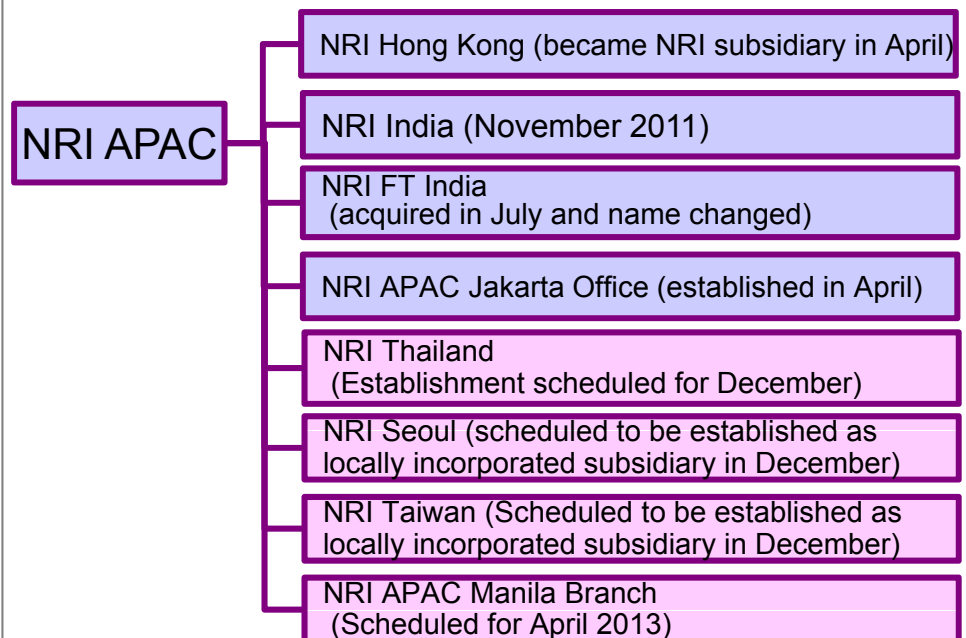 NRI APAC
NRI Hong Kong (became NRI subsidiary in April)
NRI India (November 2011)
NRI FT India
(acquired in July and name changed)
NRI APAC Jakarta Office (established in April)
NRI Thailand
(Establishment scheduled for December)
NRI Seoul (scheduled to be established as
locally incorporated subsidiary in December)
NRI Taiwan (Scheduled to be established as
locally incorporated subsidiary in December)
NRI APAC Manila Branch
(Scheduled for April 2013)